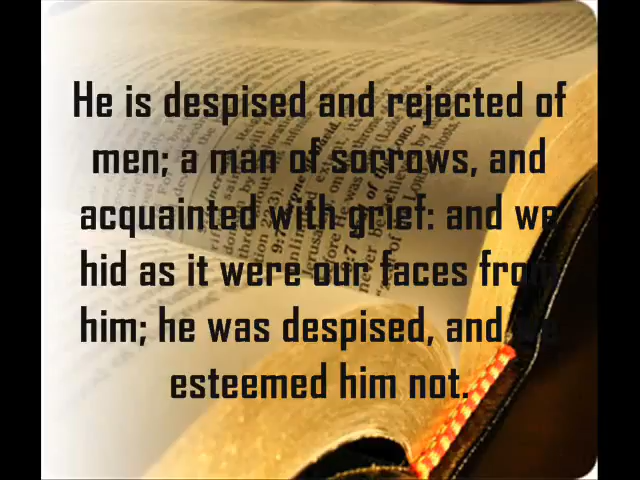 He is despised and rejected of
men; a man of sorrows, and
acquainted with grief: and we
hid as it were our faces from
him; he was despised, and we
esteemed him not.